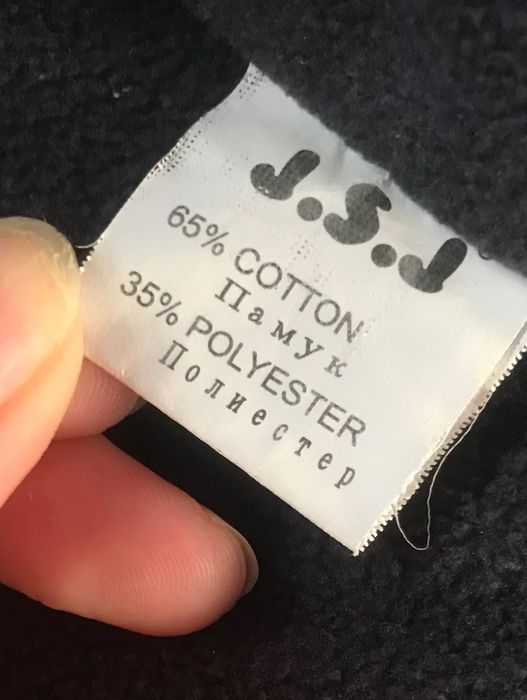 J.S.J
65% COTTON
Памук
35% POLYESTER
Полиестер